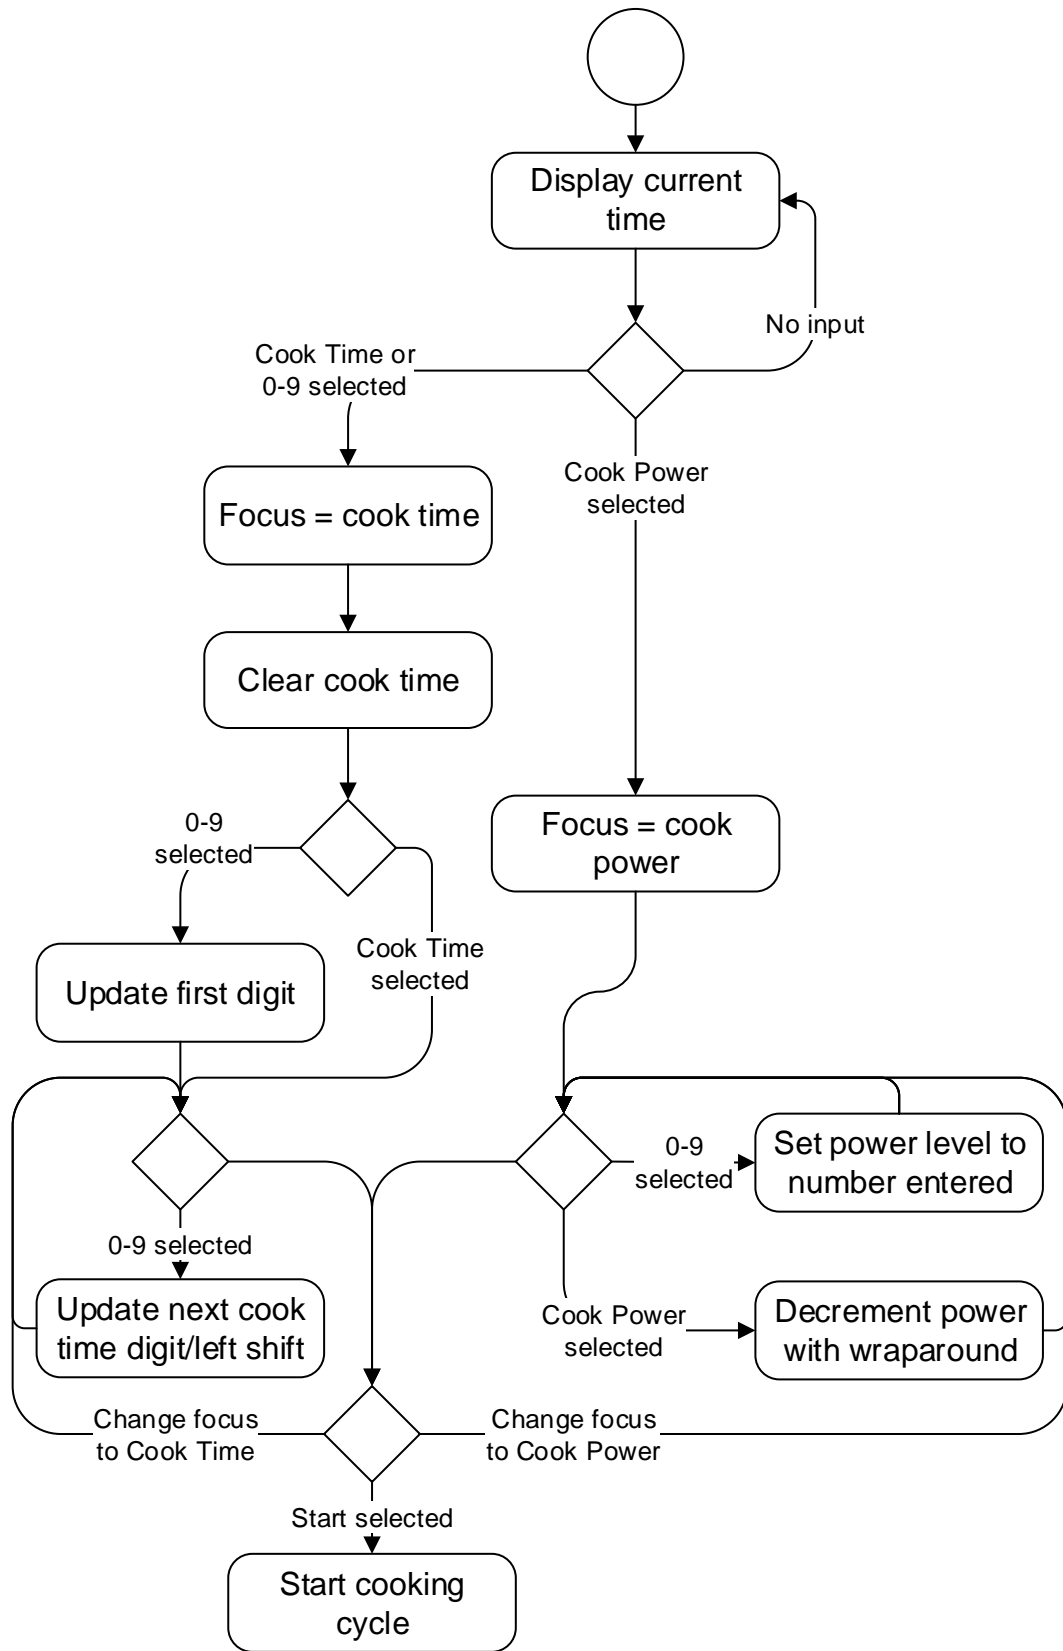 Display current
time
No input
Cook Time or
0-9 selected
Cook Power
selected
Focus = cook time
Clear cook time
0-9
selected
Focus = cook
power
Cook Time
selected
Update first digit
0-9
selected
Set power level to
number entered
0-9 selected
Update next cook
time digit/left shift
Cook Power
selected
Decrement power
with wraparound
Change focus
to Cook Time
Change focus
to Cook Power
Start selected
Start cooking
cycle